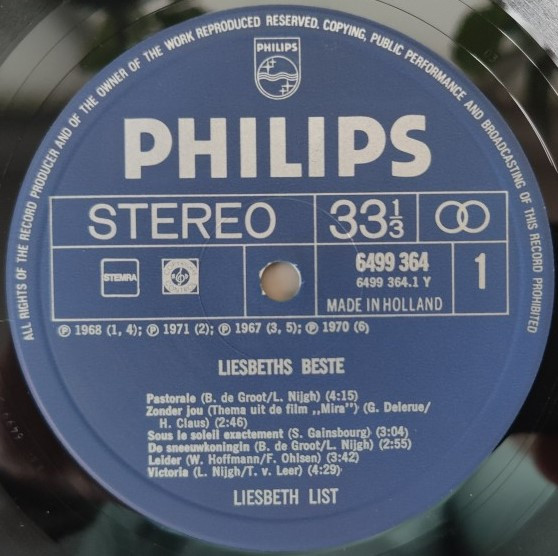 ALL RIGHTS OF THE RECORD PRODUCER AND OF THE OWNER OF THE WORK REPRODUCED RESERVED. COPYING, PUBLIC PERFORMANCE AND BROADCASTING OF THIS RECORD PROHIBITED
PHILIPS
PHILIPS
STEREO 33 1/3
STEMRA
6499 364 1
6499 364.1 Y
MADE IN HOLLAND
℗ 1968 (1, 4); ℗ 1971 (2); ℗ 1967 (3, 5); ℗ 1970 (6)
LIESBETHS BESTE
Pastorale (B. de Groot/L. Nijgh) (4:15)
Zonder jou (Thema uit de film ,,Mira'') (G. Delerue/
H. Claus) (2:46)
Sous le soleil exactement (S. Gainsbourg) (3:04)
De sneeuwkoningin (B. de Groot/L. Nijgh) (2:55)
Leider (W. Hoffmann/F. Ohlsen) (3:42)
Victoria (L. Nijgh/T. v. Leer) (4:29)
LIESBETH LIST